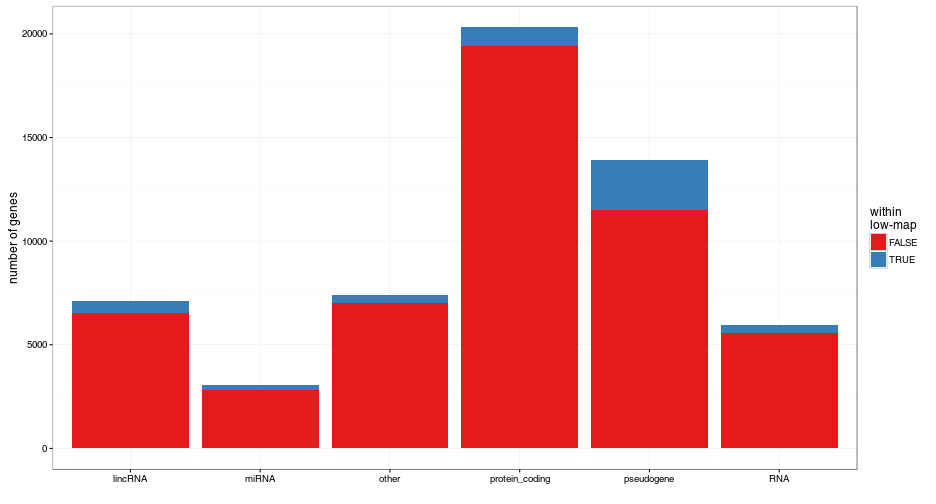 20000
15000
10000
5000
0
number of genes
lincRNA
miRNA
other
protein_coding
pseudogene
RNA
within
low-map
FALSE
TRUE